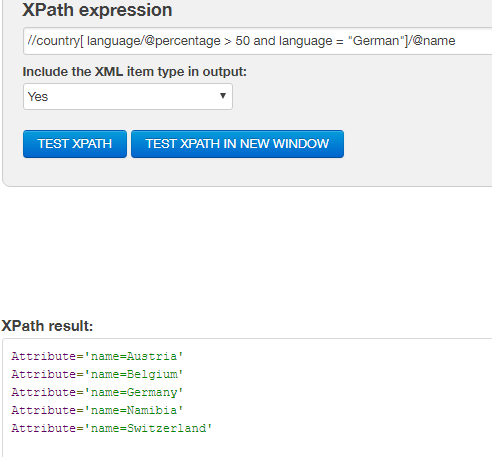 XPath expression
//country[ language/@percentage > 50 and language = "German"]/@name
Include the XML item type in output:
Yes
TEST XPATH TEST XPATH IN NEW WINDOW
XPath result:
Attribute='name=Austria'
Attribute='name=Belgium'
Attribute='name=Germany'
Attribute='name=Namibia'
Attribute='name=Switzerland'